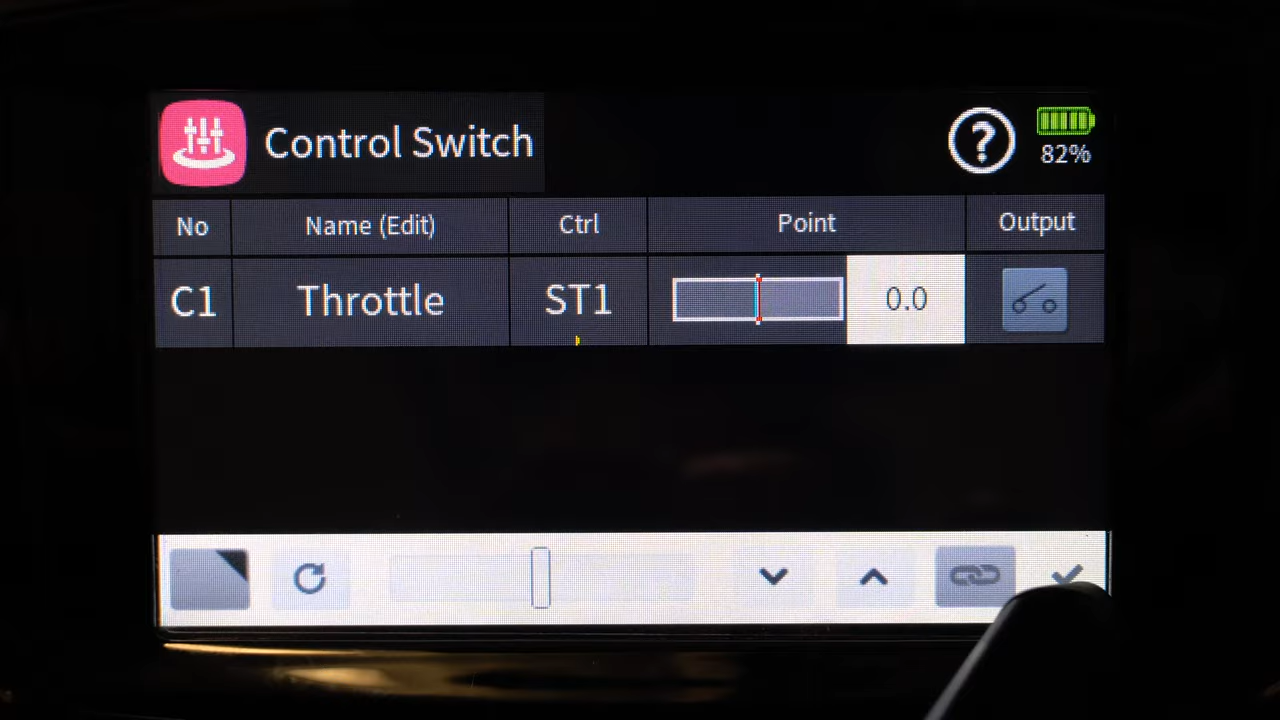 Control Switch
82%
No Name (Edit) Ctrl Point Output
C1 Throttle ST1 0.0